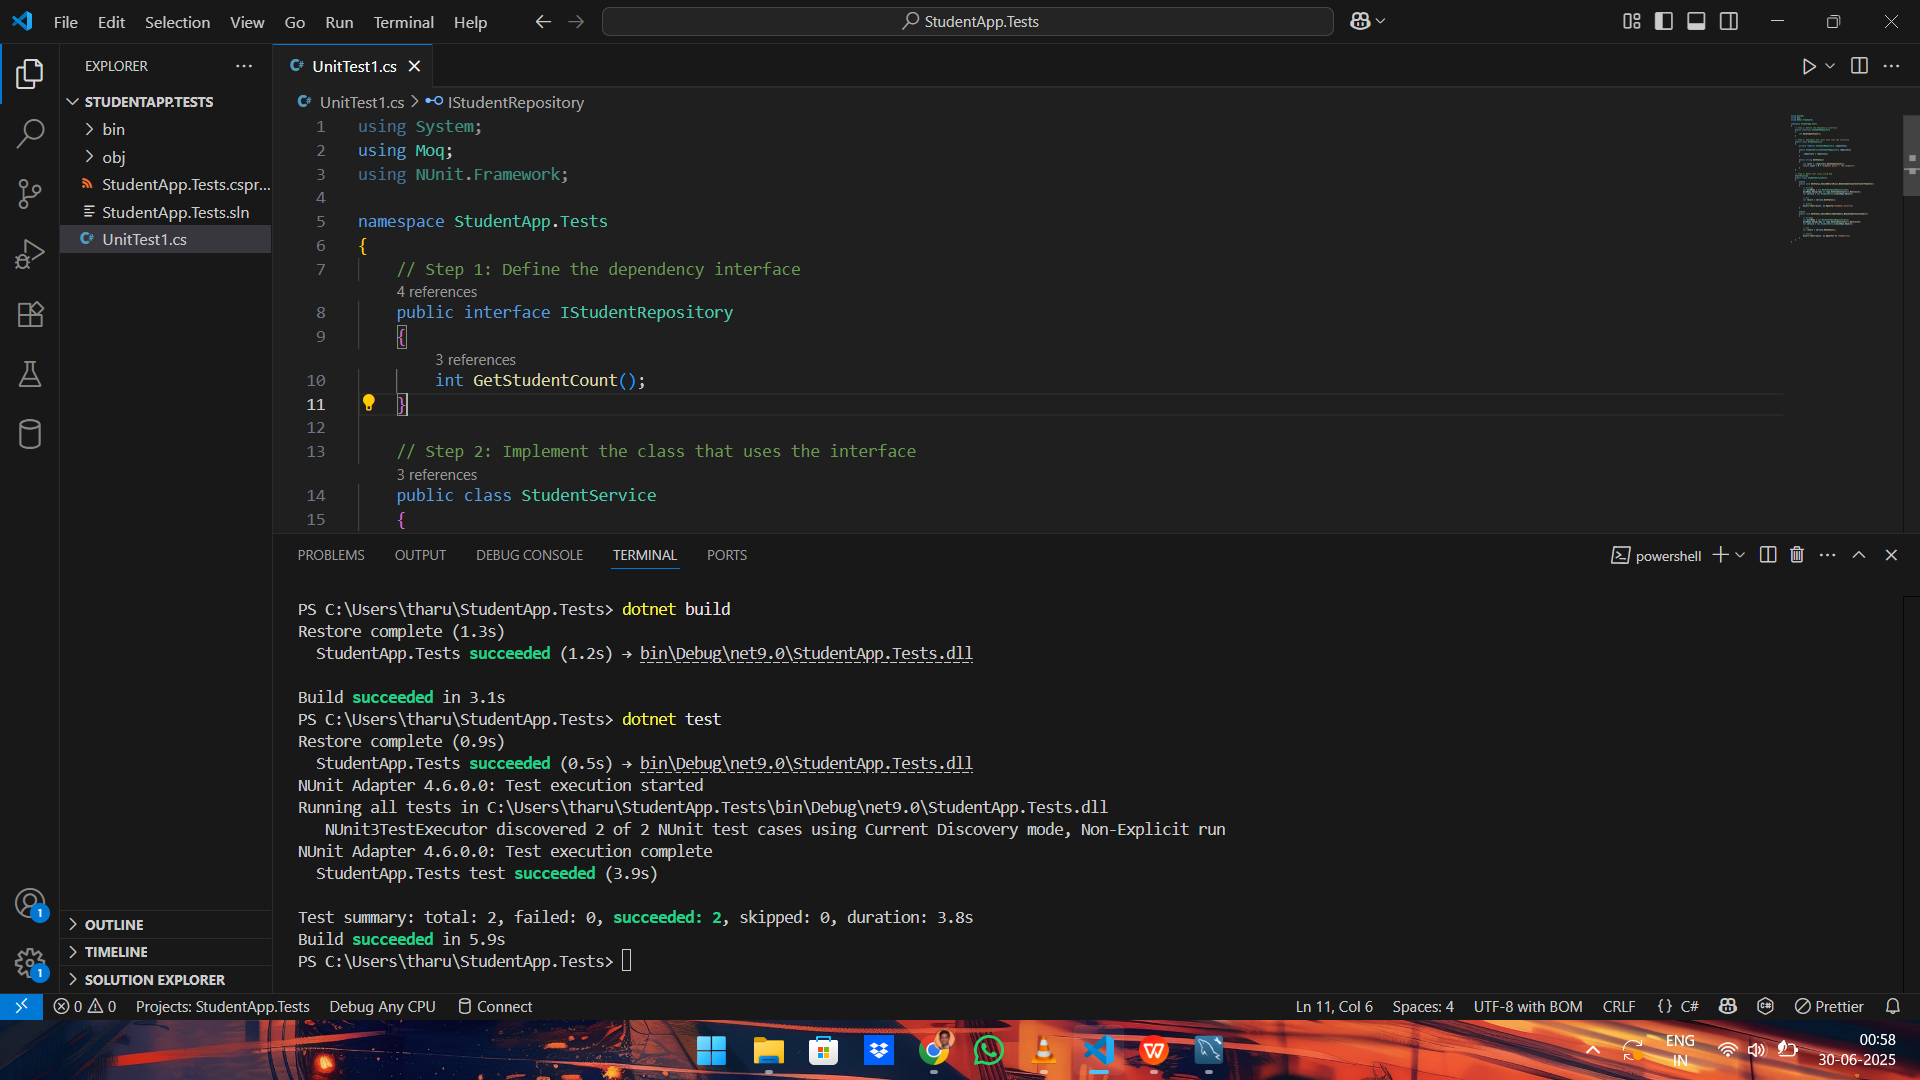 File Edit Selection View Go Run Terminal Help
StudentApp.Tests
EXPLORER
STUDENTAPP.TESTS
bin
obj
StudentApp.Tests.cspr...
StudentApp.Tests.sln
C# UnitTest1.cs
OUTLINE
TIMELINE
SOLUTION EXPLORER
1
1
C# UnitTest1.cs
C# UnitTest1.cs > IStudentRepository
1 using System;
2 using Moq;
3 using NUnit.Framework;
4
5 namespace StudentApp.Tests
6 {
7 // Step 1: Define the dependency interface
4 references
8 public interface IStudentRepository
9 {
3 references
10 int GetStudentCount();
11 }
12
13 // Step 2: Implement the class that uses the interface
3 references
14 public class StudentService
15 {
PROBLEMS OUTPUT DEBUG CONSOLE TERMINAL PORTS
powershell
PS C:\Users\tharu\StudentApp.Tests> dotnet build
Restore complete (1.3s)
StudentApp.Tests succeeded (1.2s) → bin\Debug\net9.0\StudentApp.Tests.dll
Build succeeded in 3.1s
PS C:\Users\tharu\StudentApp.Tests> dotnet test
Restore complete (0.9s)
StudentApp.Tests succeeded (0.5s) → bin\Debug\net9.0\StudentApp.Tests.dll
NUnit Adapter 4.6.0.0: Test execution started
Running all tests in C:\Users\tharu\StudentApp.Tests\bin\Debug\net9.0\StudentApp.Tests.dll
NUnit3TestExecutor discovered 2 of 2 NUnit test cases using Current Discovery mode, Non-Explicit run
NUnit Adapter 4.6.0.0: Test execution complete
StudentApp.Tests test succeeded (3.9s)
Test summary: total: 2, failed: 0, succeeded: 2, skipped: 0, duration: 3.8s
Build succeeded in 5.9s
PS C:\Users\tharu\StudentApp.Tests>
0 0 Projects: StudentApp.Tests Debug Any CPU Connect
Ln 11, Col 6 Spaces: 4 UTF-8 with BOM CRLF {} C# Prettier
ENG
IN
00:58
30-06-2025